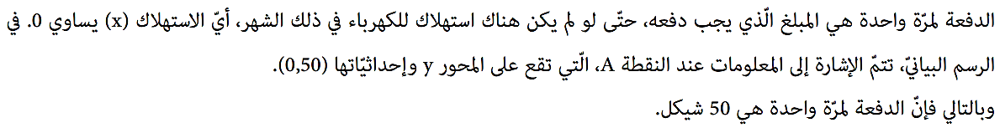 الدفعة لمرّة واحدة هي المبلغ الّذي يجب دفعه، حتّى لو لم يكن هناك استهلاك للكهرباء في ذلك الشهر، أيّ الاستهلاك (x) يساوي 0. في
الرسم البيانيّ، تتمّ الإشارة إلى المعلومات عند النقطة A، الّتي تقع على المحور y وإحداثيّاتها (0,50).
وبالتالي فإنّ الدفعة لمرّة واحدة هي 50 شيكل.